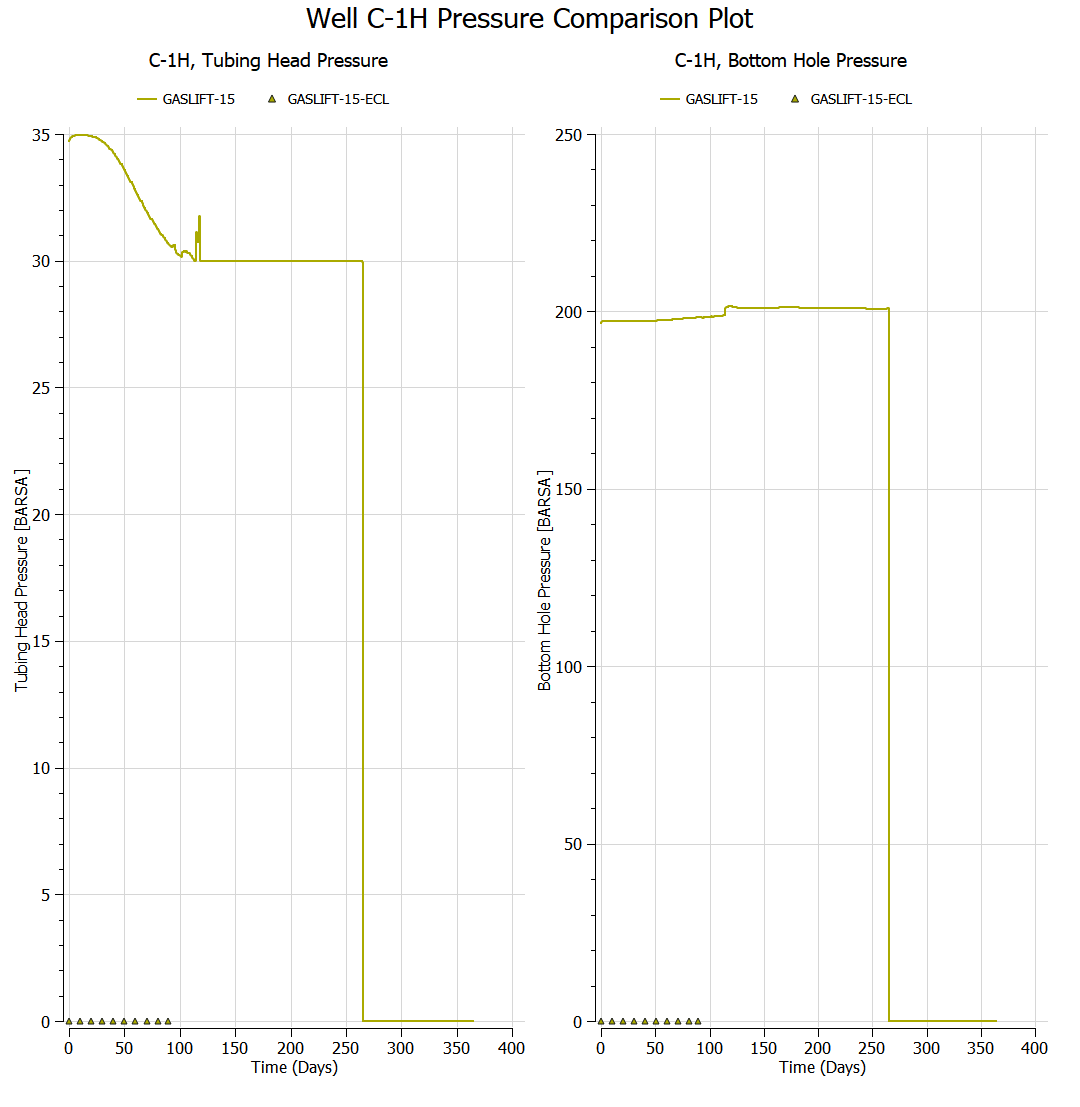 Well C-1H Pressure Comparison Plot
C-1H, Tubing Head Pressure
GASLIFT-15
GASLIFT-15-ECL
35
30
25
20
15
10
5
0
Tubing Head Pressure [BARSA]
0 50 100 150 200 250 300 350 400
Time (Days)
C-1H, Bottom Hole Pressure
GASLIFT-15
GASLIFT-15-ECL
250
200
150
100
50
0
Bottom Hole Pressure [BARSA]
0 50 100 150 200 250 300 350 400
Time (Days)